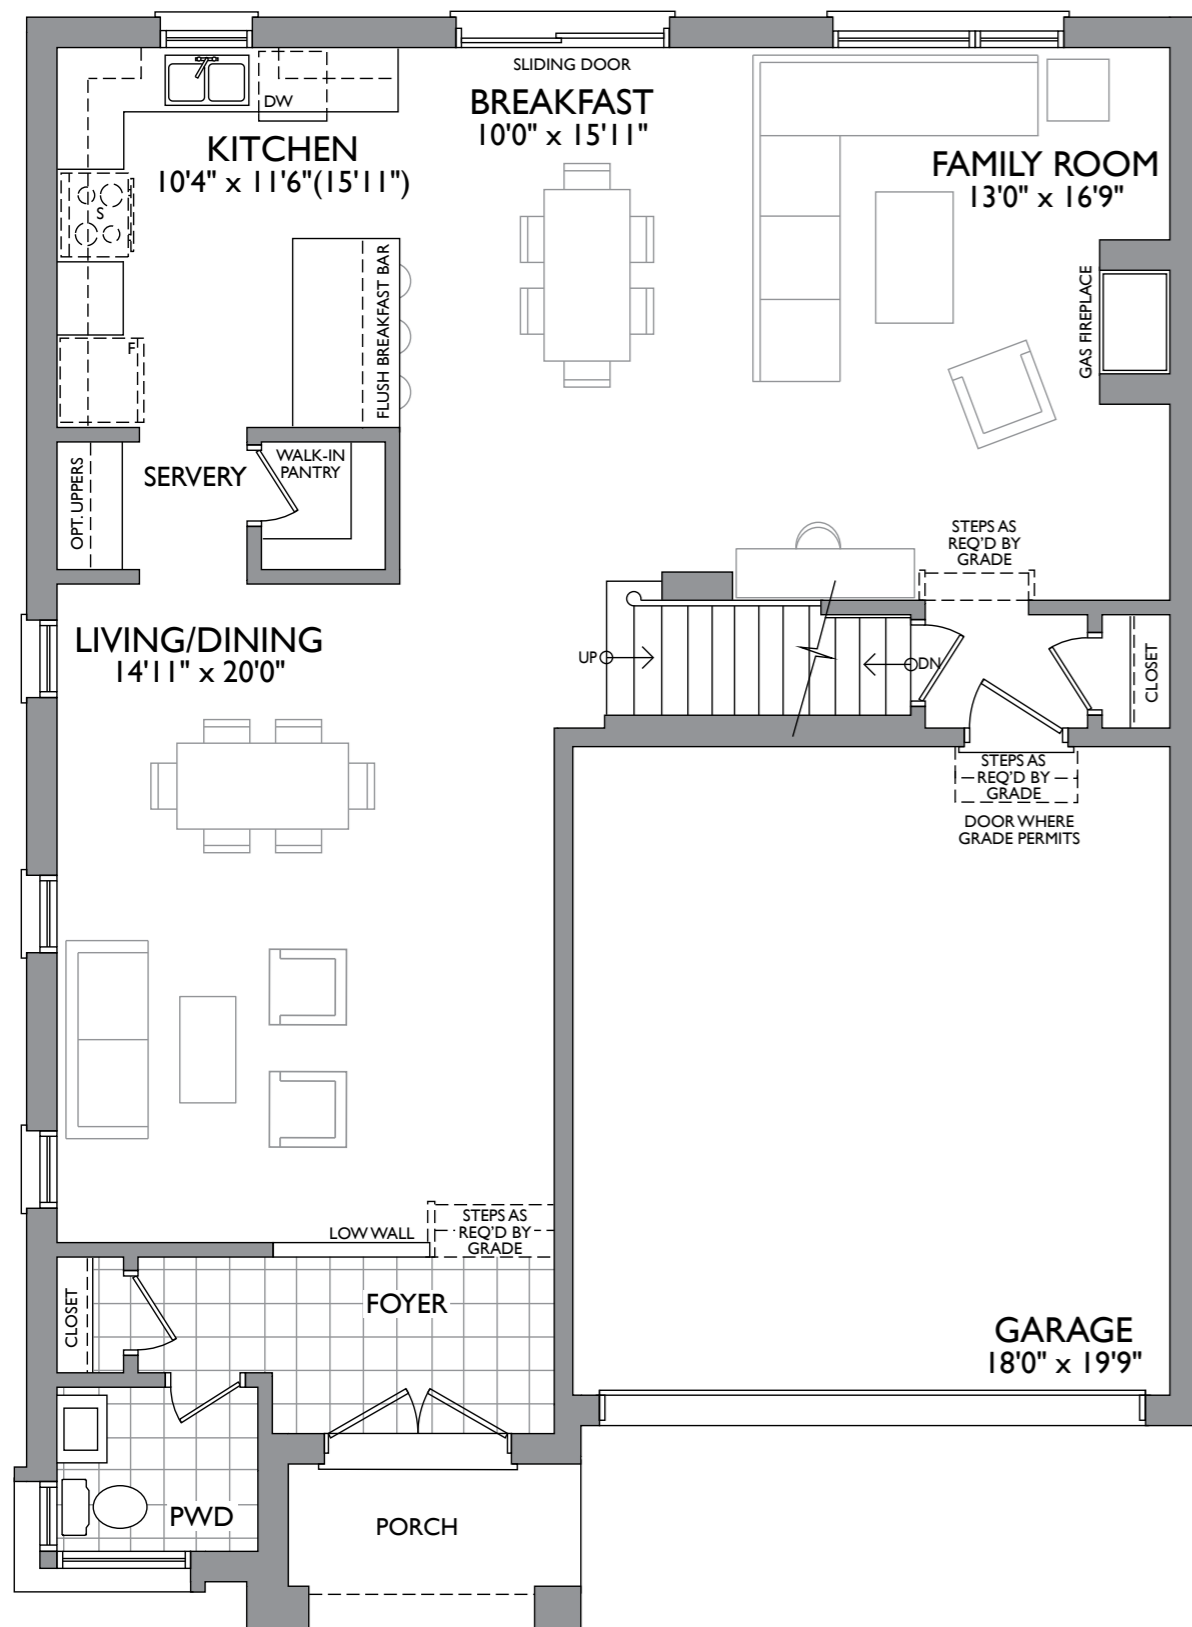 SLIDING DOOR
BREAKFAST
10'0" x 15'11"
DW
KITCHEN
10'4" x 11'6"(15'11")
FAMILY ROOM
13'0" x 16'9"
S
F
FLUSH BREAKFAST BAR
GAS FIREPLACE
OPT. UPPERS
SERVERY
WALK-IN
PANTRY
STEPS AS
REQ'D BY
GRADE
LIVING/DINING
14'11" x 20'0"
UP
DN
CLOSET
STEPS AS
REQ'D BY
GRADE
DOOR WHERE
GRADE PERMITS
LOW WALL
STEPS AS
REQ'D BY
GRADE
CLOSET
FOYER
GARAGE
18'0" x 19'9"
PWD
PORCH